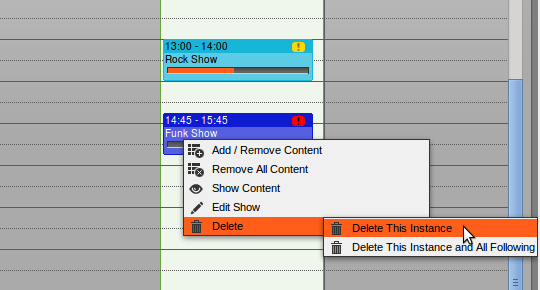 13:00 - 14:00
Rock Show
14:45 - 15:45
Funk Show
Add / Remove Content
Remove All Content
Show Content
Edit Show
Delete
Delete This Instance
Delete This Instance and All Following